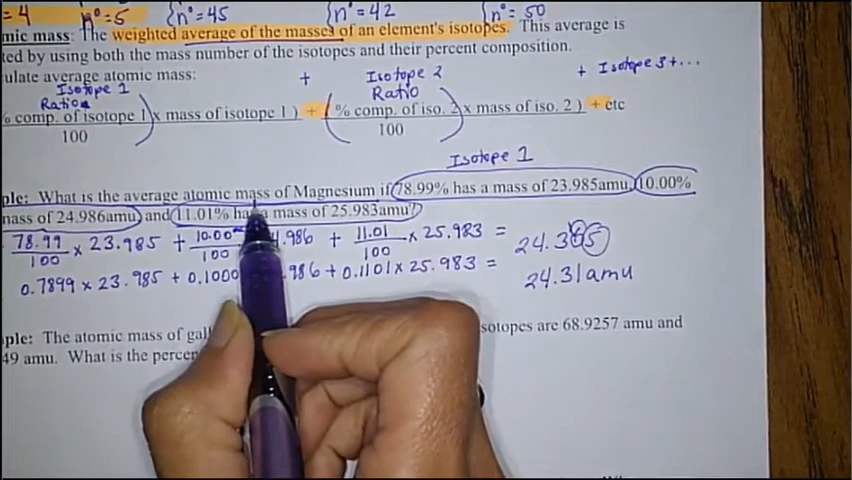 =4 n°=5 {n°=45 {n°=42 {n°=50
mic mass: The weighted average of the masses of an element's isotopes. This average is
ted by using both the mass number of the isotopes and their percent composition.
ulate average atomic mass:
Isotope 1 + Isotope 2 + Isotope 3 + ...
Ratio Ratio
% comp. of isotope 1 x mass of isotope 1 ) + ( % comp. of iso. 2 x mass of iso. 2 ) + etc
100 100
Isotope 1
ple: What is the average atomic mass of Magnesium if 78.99% has a mass of 23.985amu, 10.00%
mass of 24.986amu and 11.01% has a mass of 25.983amu?
78.99/100 x 23.985 + 10.00/100 4.986 + 11.01/100 x 25.983 = 24.305
0.7899 x 23.985 + 0.1000 .986 + 0.1101 x 25.983 = 24.31amu
ple: The atomic mass of gal sotopes are 68.9257 amu and
49 amu. What is the percen